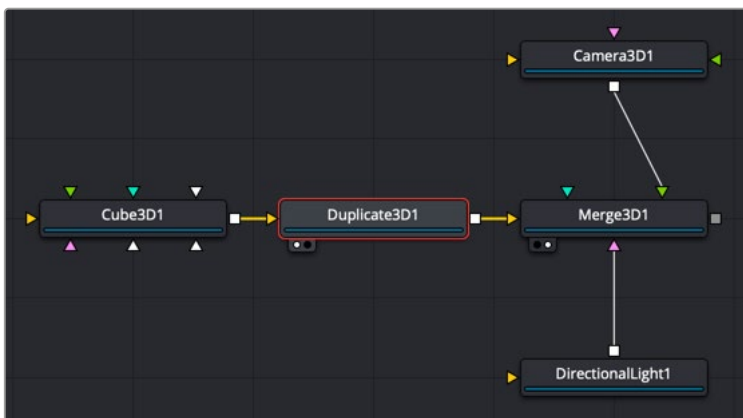 Camera3D1
Cube3D1
Duplicate3D1
Merge3D1
DirectionalLight1